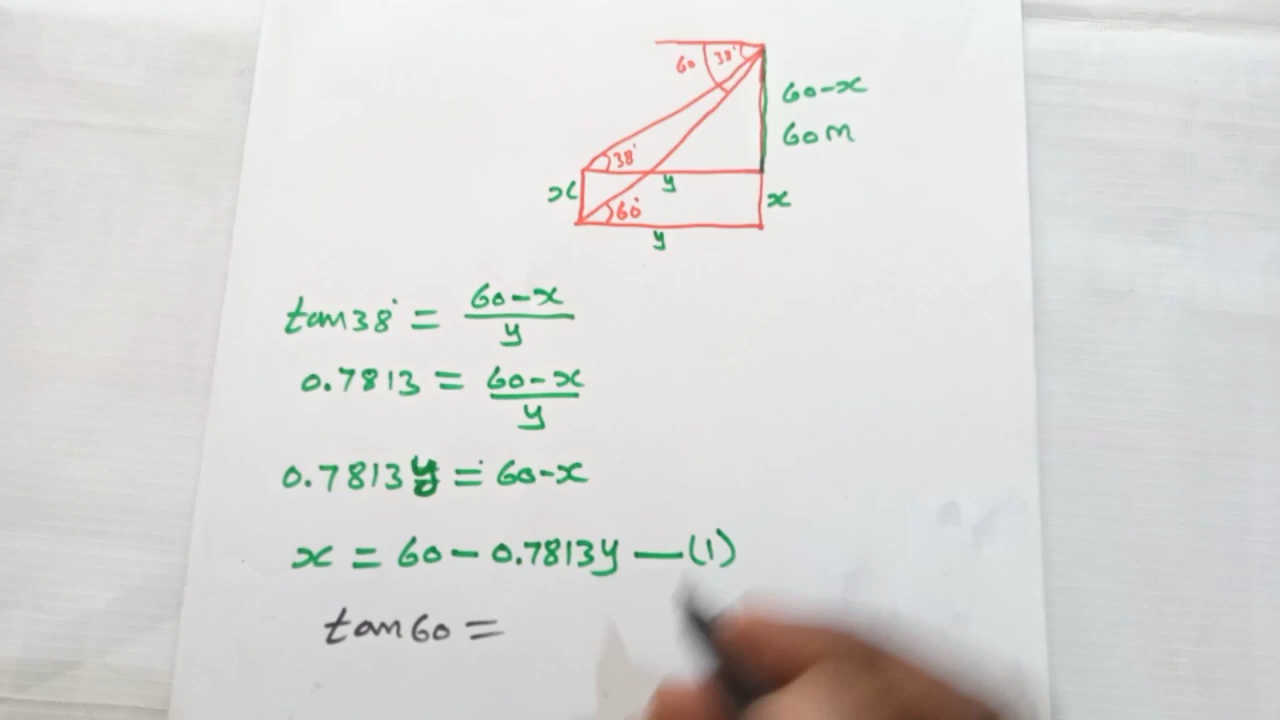 60 38°
60-x
60m
38°
x y x
60°
y
tan38° = 60-x / y
0.7813 = 60-x / y
0.7813y = 60-x
x = 60 - 0.7813y — (1)
tan60 =